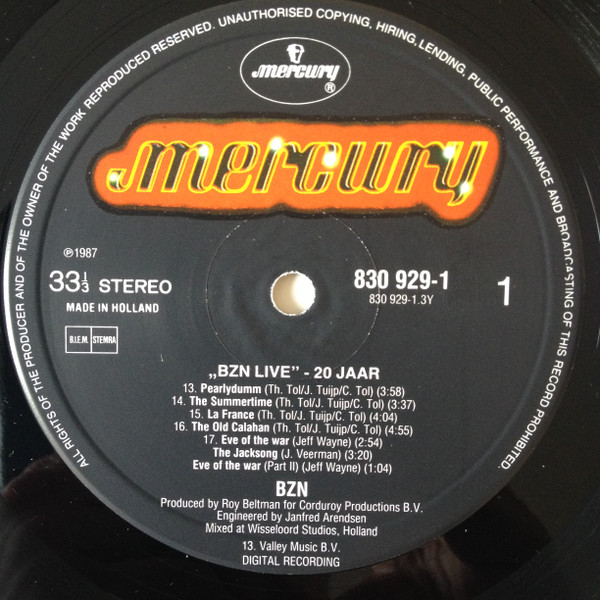 ALL RIGHTS OF THE PRODUCER AND OF THE OWNER OF THE WORK REPRODUCED RESERVED. UNAUTHORISED COPYING, HIRING, LENDING, PUBLIC PERFORMANCE AND BROADCASTING OF THIS RECORD PROHIBITED.
mercury
®
mercury
℗1987
33⅓ STEREO
MADE IN HOLLAND
B.I.E.M. STEMRA
830 929-1
830 929-1.3Y
1
„BZN LIVE” - 20 JAAR
13. Pearlydumm (Th. Tol/J. Tuijp/C. Tol) (3:58)
14. The Summertime (Th. Tol/J. Tuijp/C. Tol) (3:37)
15. La France (Th. Tol/J. Tuijp/C. Tol) (4:04)
16. The Old Calahan (Th. Tol/J. Tuijp/C. Tol) (4:55)
17. Eve of the war (Jeff Wayne) (2:54)
The Jacksong (J. Veerman) (3:20)
Eve of the war (Part II) (Jeff Wayne) (1:04)
BZN
Produced by Roy Beltman for Corduroy Productions B.V.
Engineered by Janfred Arendsen
Mixed at Wisseloord Studios, Holland
13. Valley Music B.V.
DIGITAL RECORDING